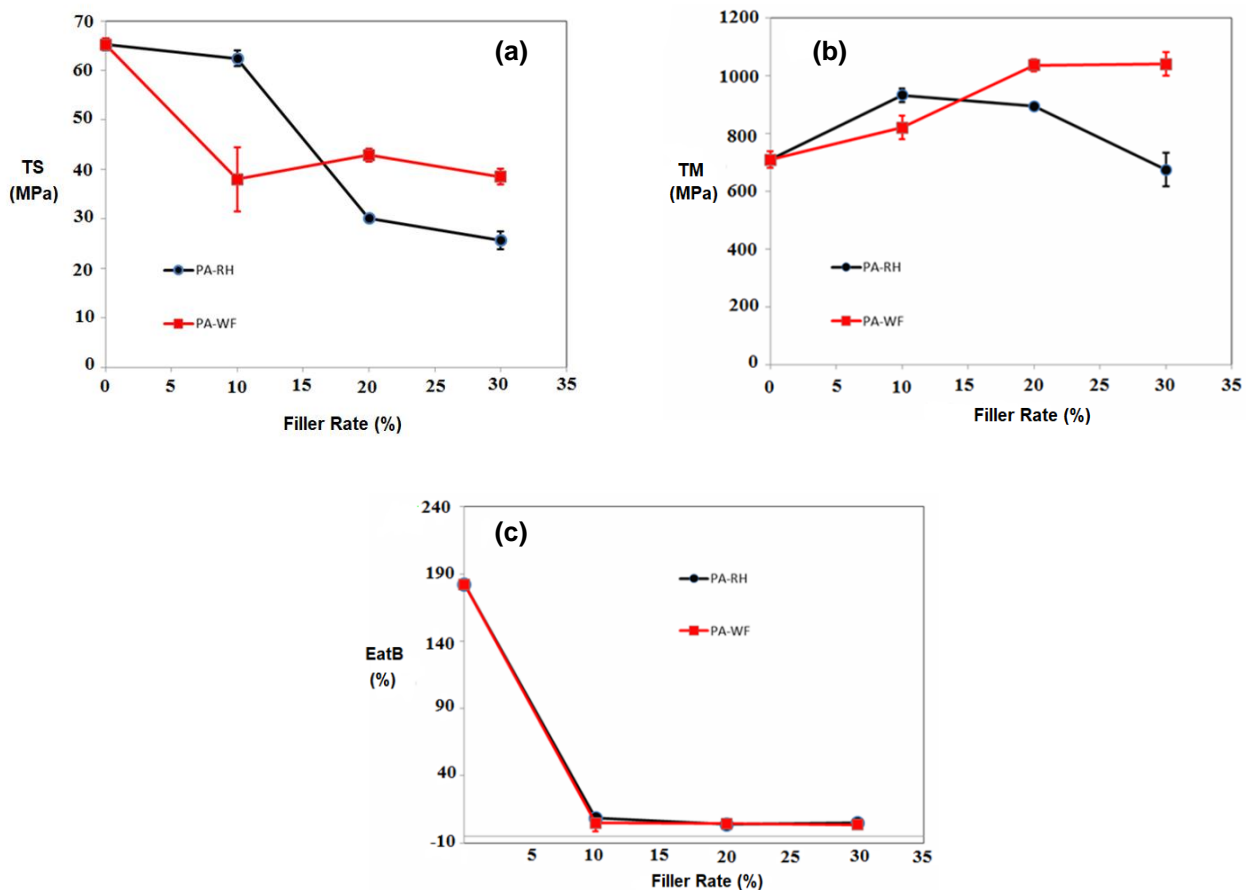 (a)
70
60
50
40
30
20
10
0
TS
(MPa)
PA-RH
PA-WF
0 5 10 15 20 25 30 35
Filler Rate (%)
(b)
1200
1000
800
600
400
200
0
TM
(MPa)
PA-RH
PA-WF
0 5 10 15 20 25 30 35
Filler Rate (%)
(c)
240
190
140
90
40
-10
EatB
(%)
PA-RH
PA-WF
5 10 15 20 25 30 35
Filler Rate (%)